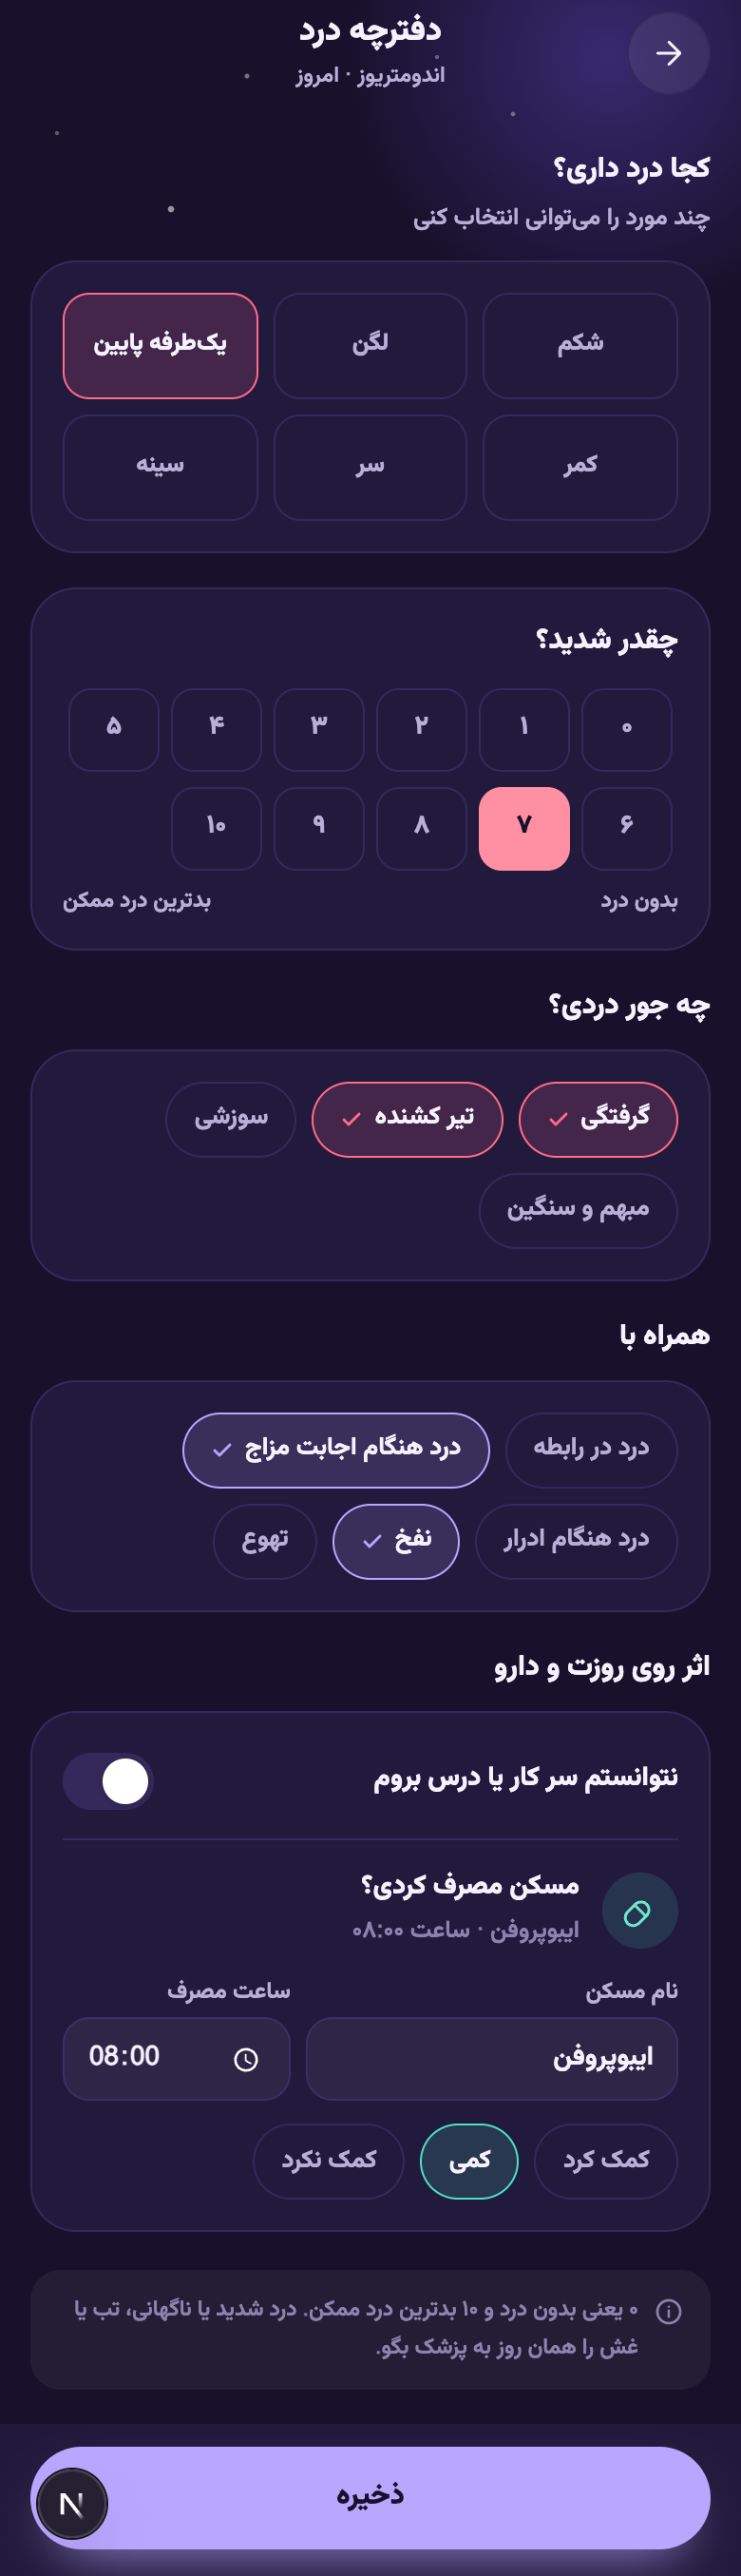 دفترچه درد
اندومتریوز · امروز
کجا درد داری؟
چند مورد را می‌توانی انتخاب کنی
شکم
لگن
یک‌طرفه پایین
کمر
سر
سینه
چقدر شدید؟
۰ ۱ ۲ ۳ ۴ ۵
۶ ۷ ۸ ۹ ۱۰
بدون درد
بدترین درد ممکن
چه جور دردی؟
گرفتگی
تیر کشنده
سوزشی
مبهم و سنگین
همراه با
درد در رابطه
درد هنگام اجابت مزاج
درد هنگام ادرار
نفخ
تهوع
اثر روی روزت و دارو
نتوانستم سر کار یا درس بروم
مسکن مصرف کردی؟
ایبوپروفن · ساعت ۰۸:۰۰
نام مسکن
ساعت مصرف
ایبوپروفن
08:00
کمک کرد
کمی
کمک نکرد
۰ یعنی بدون درد و ۱۰ بدترین درد ممکن. درد شدید یا ناگهانی، تب یا
غش را همان روز به پزشک بگو.
ذخیره
N